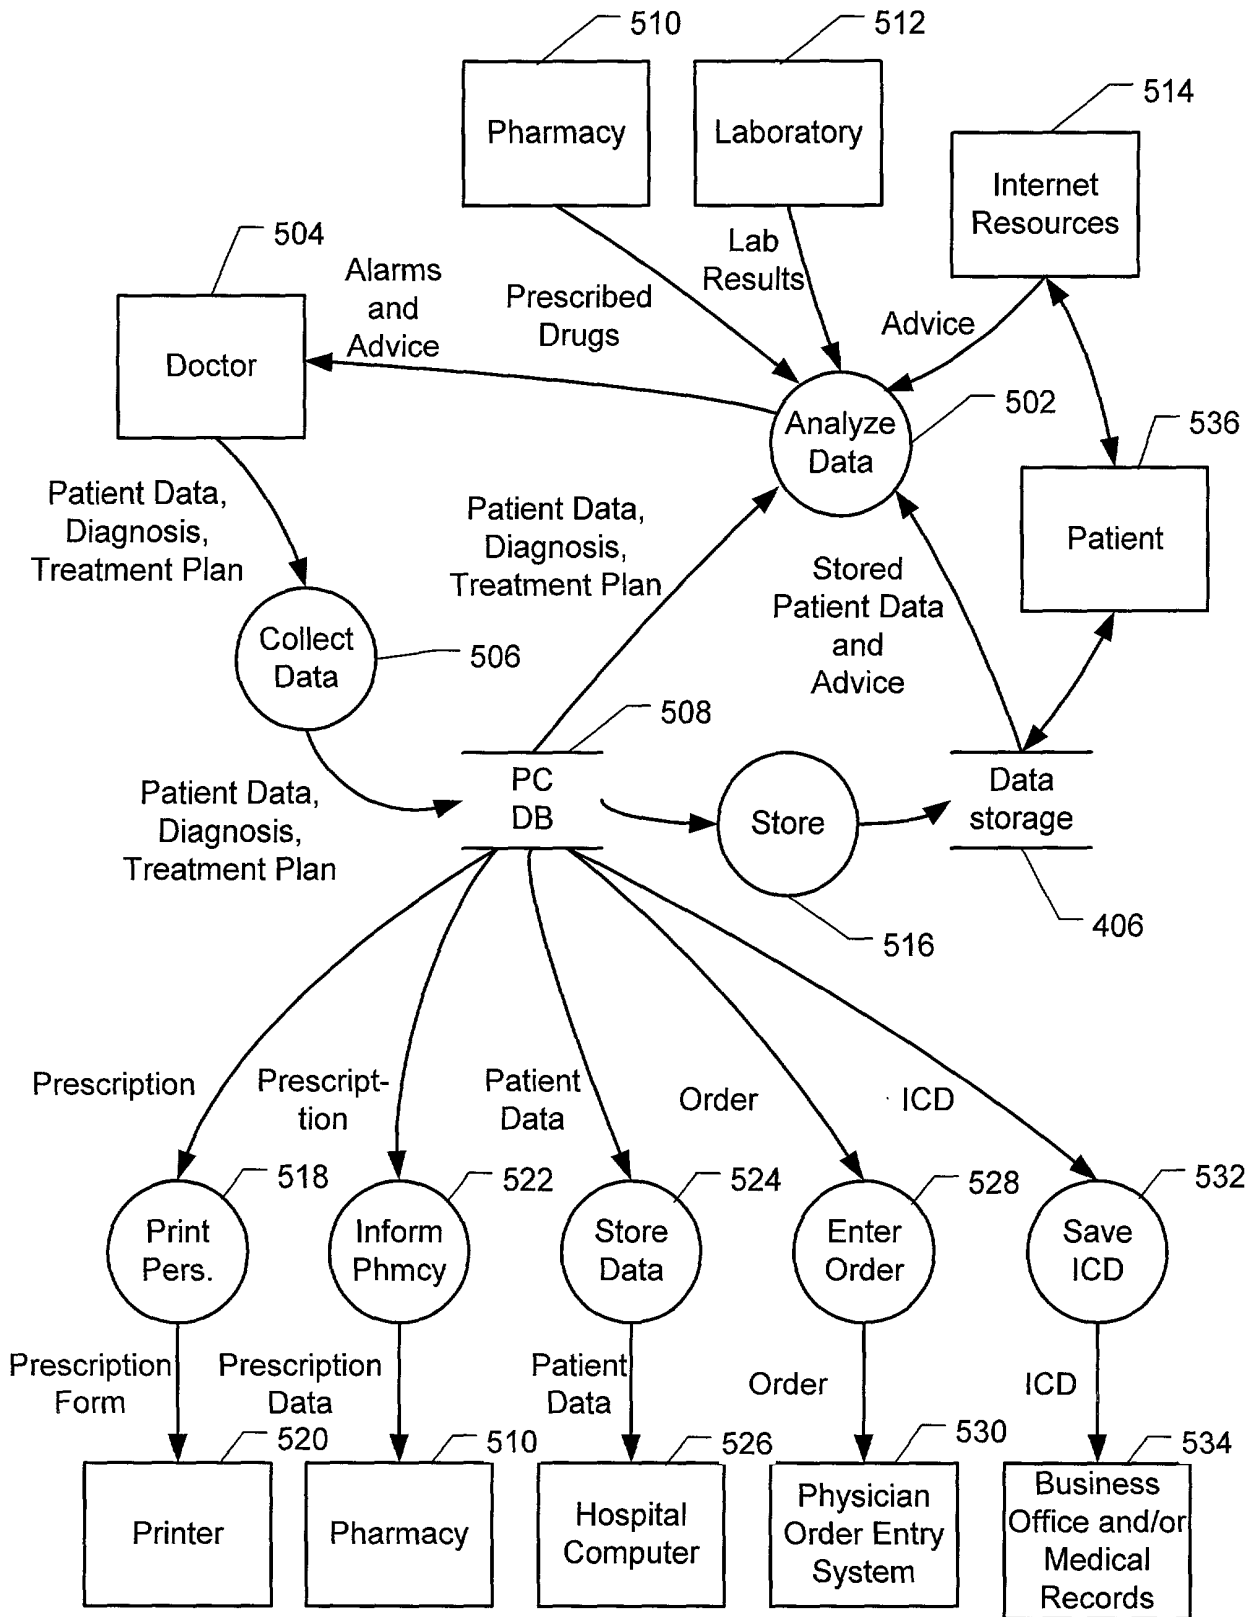 510
512
514
Pharmacy
Laboratory
Internet
Resources
504
Alarms
and
Advice
Lab
Results
Prescribed
Drugs
Advice
Doctor
502
Analyze
Data
536
Patient Data,
Diagnosis,
Treatment Plan
Patient Data,
Diagnosis,
Treatment Plan
Patient
Stored
Patient Data
and
Advice
Collect
Data
506
508
PC
DB
Patient Data,
Diagnosis,
Treatment Plan
Store
Data
storage
516
406
Prescription
Prescript-
tion
Patient
Data
Order
ICD
518
522
524
528
532
Print
Pers.
Inform
Phmcy
Store
Data
Enter
Order
Save
ICD
Prescription
Form
Prescription
Data
Patient
Data
Order
ICD
520
510
526
530
534
Printer
Pharmacy
Hospital
Computer
Physician
Order Entry
System
Business
Office and/or
Medical
Records